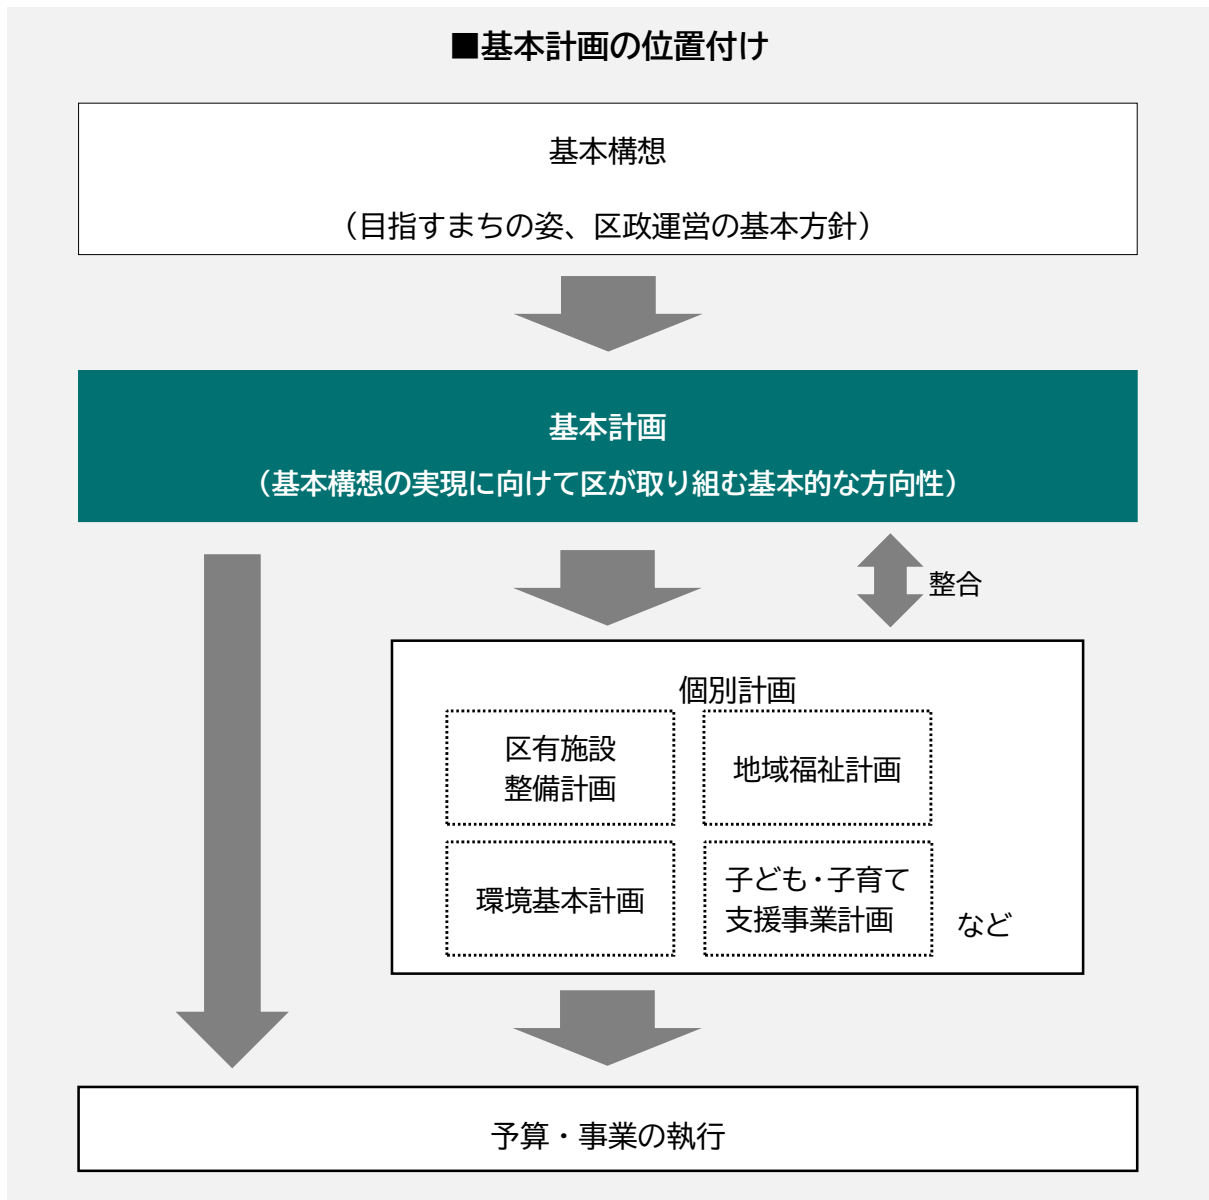 ■基本計画の位置付け
基本構想
（目指すまちの姿、区政運営の基本方針）
基本計画
（基本構想の実現に向けて区が取り組む基本的な方向性）
整合
個別計画
区有施設
整備計画
地域福祉計画
環境基本計画
子ども・子育て
支援事業計画
など
予算・事業の執行